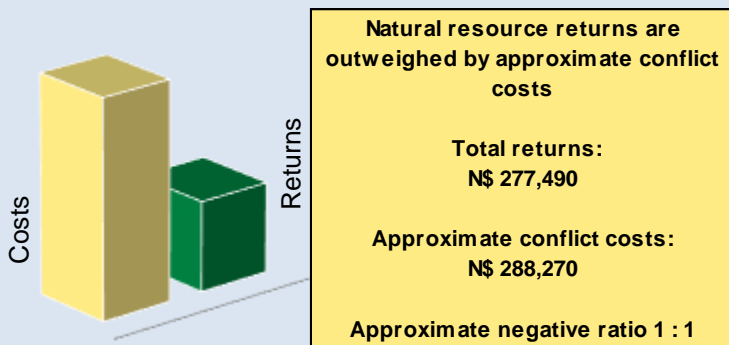 Costs
Returns
Natural resource returns are
outweighed by approximate conflict
costs
Total returns:
N$ 277,490
Approximate conflict costs:
N$ 288,270
Approximate negative ratio 1 : 1